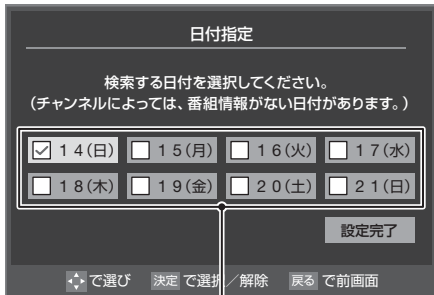 日付指定
検索する日付を選択してください。
(チャンネルによっては、番組情報がない日付があります。)
14(日) 15(月) 16(火) 17(水)
18(木) 19(金) 20(土) 21(日)
設定完了
で選び 決定 で選択／解除 戻る で前画面